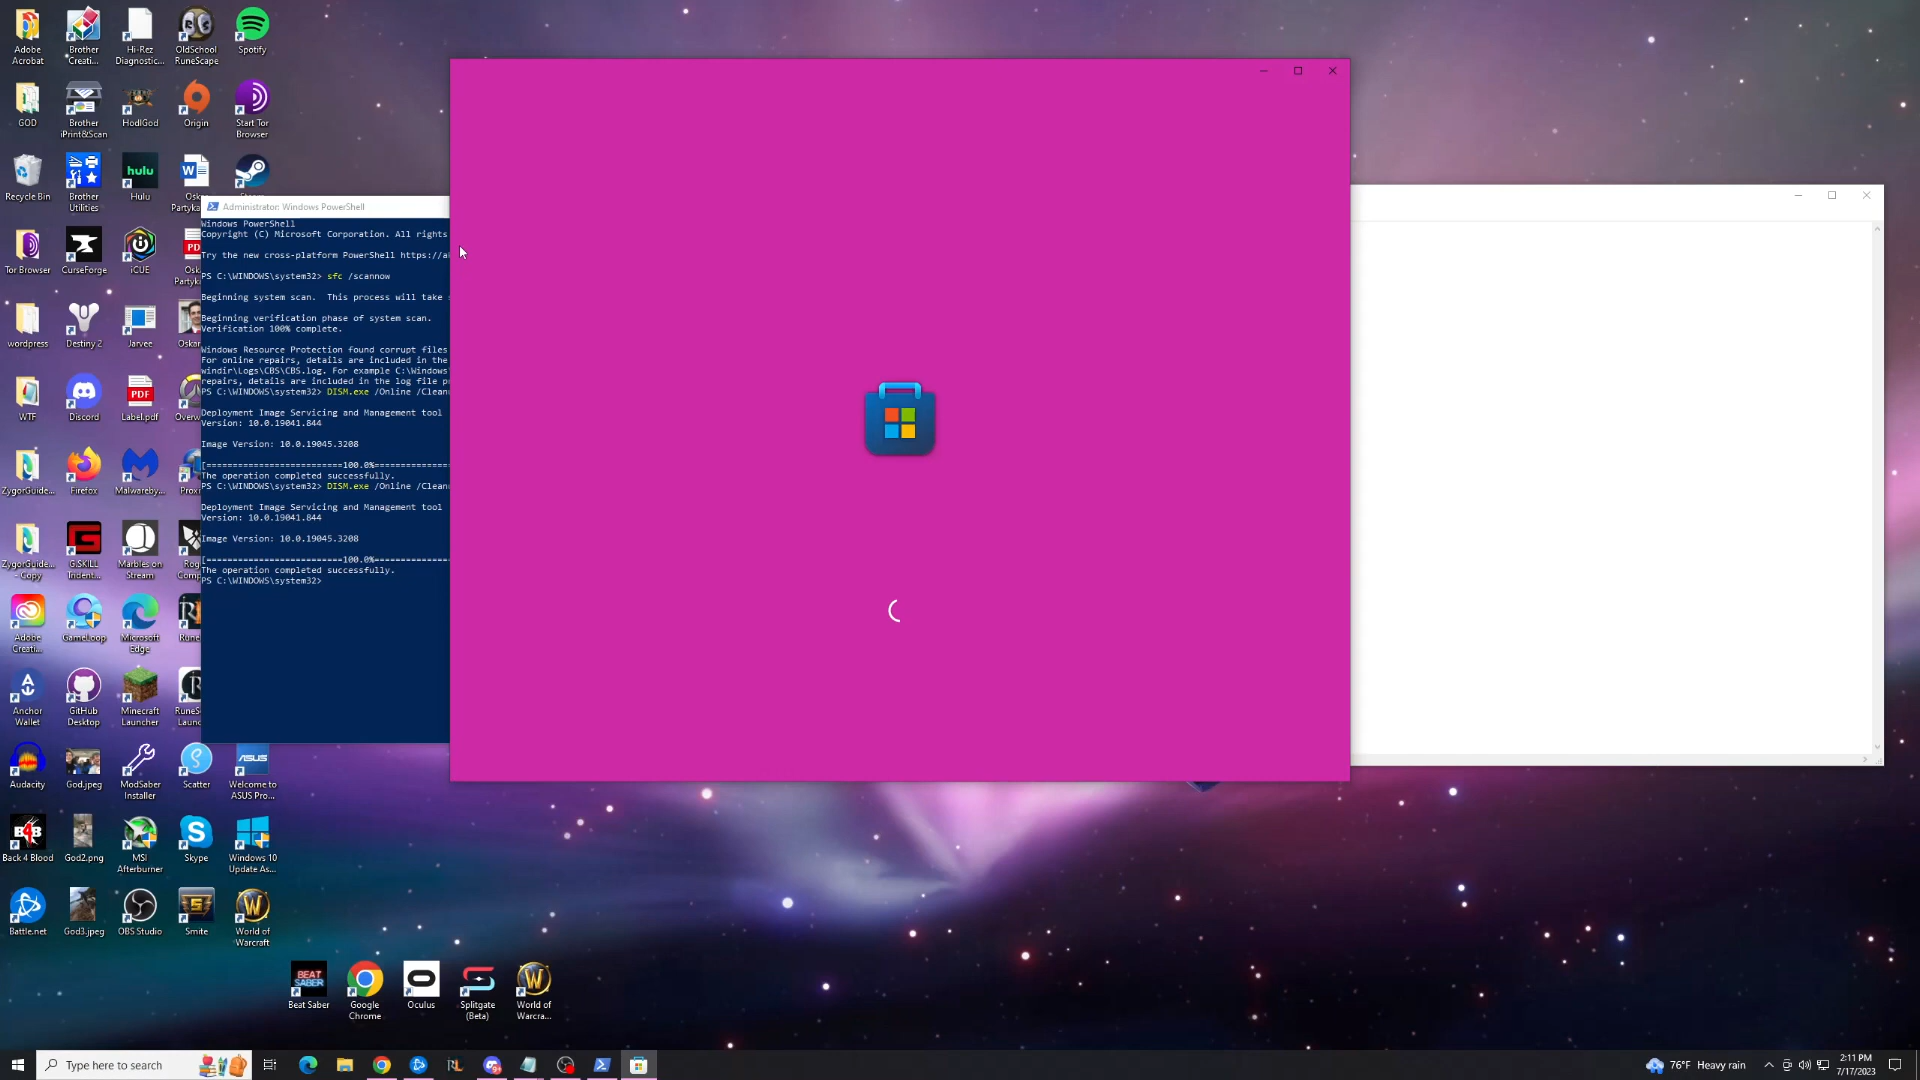 Adobe Acrobat
Brother Creati...
Hi-Rez Diagnostic...
OldSchool RuneScape
Spotify
GOD
Brother iPrint&Scan
HodlGod
Origin
Start Tor Browser
Recycle Bin
Brother Utilities
hulu
Hulu
Tor Browser
CurseForge
iCUE
wordpress
Destiny 2
Jarvee
WTF
Discord
PDF
Label.pdf
ZygorGuide...
Firefox
Malwareby...
ZygorGuide... - Copy
G.SKILL Trident...
Marbles on Stream
Adobe Creati...
GameLoop
Microsoft Edge
Anchor Wallet
GitHub Desktop
Minecraft Launcher
Audacity
God.jpeg
ModSaber Installer
Scatter
ASUS
Welcome to ASUS Pro...
B4B
Back 4 Blood
God2.png
MSI Afterburner
Skype
Windows 10 Update As...
Battle.net
God3.jpeg
OBS Studio
Smite
World of Warcraft
BEAT SABER
Beat Saber
Google Chrome
Oculus
Splitgate (Beta)
World of Warcra...
Administrator: Windows PowerShell
Windows PowerShell
Copyright (C) Microsoft Corporation. All rights
Try the new cross-platform PowerShell https://a
PS C:\WINDOWS\system32> sfc /scannow
Beginning system scan.  This process will take
Beginning verification phase of system scan.
Verification 100% complete.
Windows Resource Protection found corrupt files
For online repairs, details are included in the
windir\Logs\CBS\CBS.log. For example C:\Windows
repairs, details are included in the log file p
PS C:\WINDOWS\system32> DISM.exe /Online /Clean
Deployment Image Servicing and Management tool
Version: 10.0.19041.844
Image Version: 10.0.19045.3208
[==========================100.0%================
The operation completed successfully.
PS C:\WINDOWS\system32> DISM.exe /Online /Clean
Deployment Image Servicing and Management tool
Version: 10.0.19041.844
Image Version: 10.0.19045.3208
[==========================100.0%================
The operation completed successfully.
PS C:\WINDOWS\system32>
Type here to search
76°F Heavy rain
2:11 PM
7/17/2023